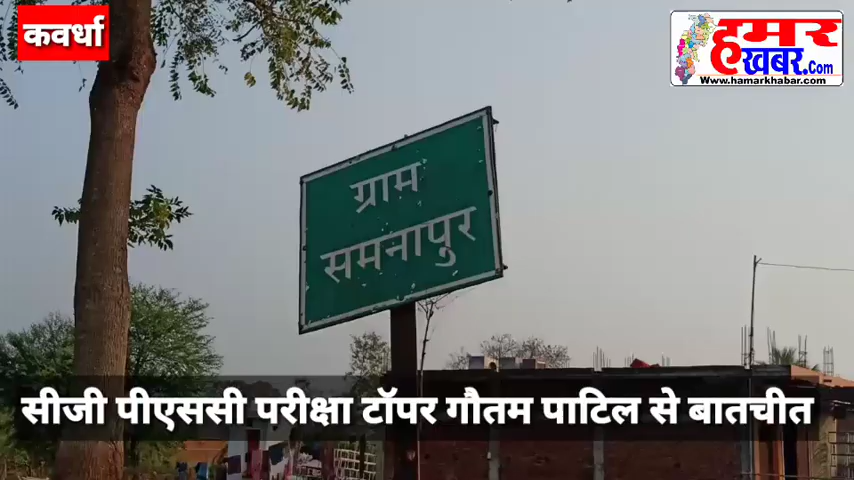 कवर्धा
हमर
खबर.Com
www.hamarkhabar.com
ग्राम
समनापुर
सीजी पीएससी परीक्षा टॉपर गौतम पाटिल से बातचीत